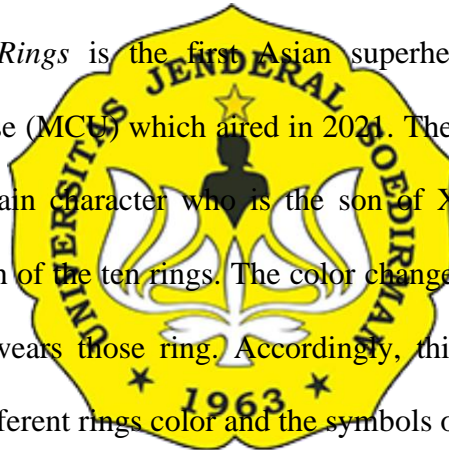 Rings is the first Asian superhe
se (MCU) which aired in 2021. The
ain character who is the son of X
n of the ten rings. The color change
wears those ring. Accordingly, thi
ferent rings color and the symbols o
UNIVERSITAS JENDERAL SOEDIRMAN
1963